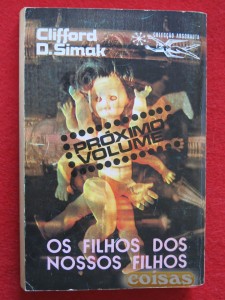 Clifford
D. Simak
COLECÇÃO ARGONAUTA
PRÓXIMO
VOLUME
OS FILHOS DOS
NOSSOS FILHOS
coisas